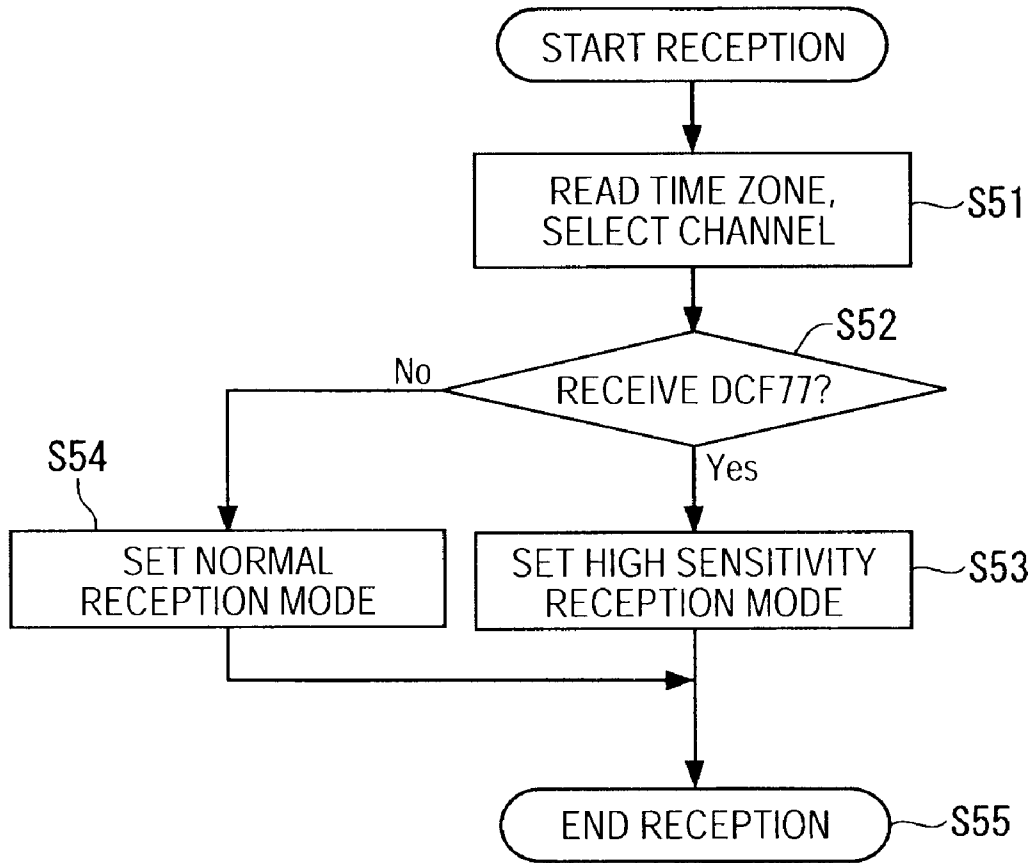 START RECEPTION
READ TIME ZONE,
SELECT CHANNEL
S51
S52
RECEIVE DCF77?
No
Yes
S54
SET NORMAL
RECEPTION MODE
SET HIGH SENSITIVITY
RECEPTION MODE
S53
END RECEPTION
S55